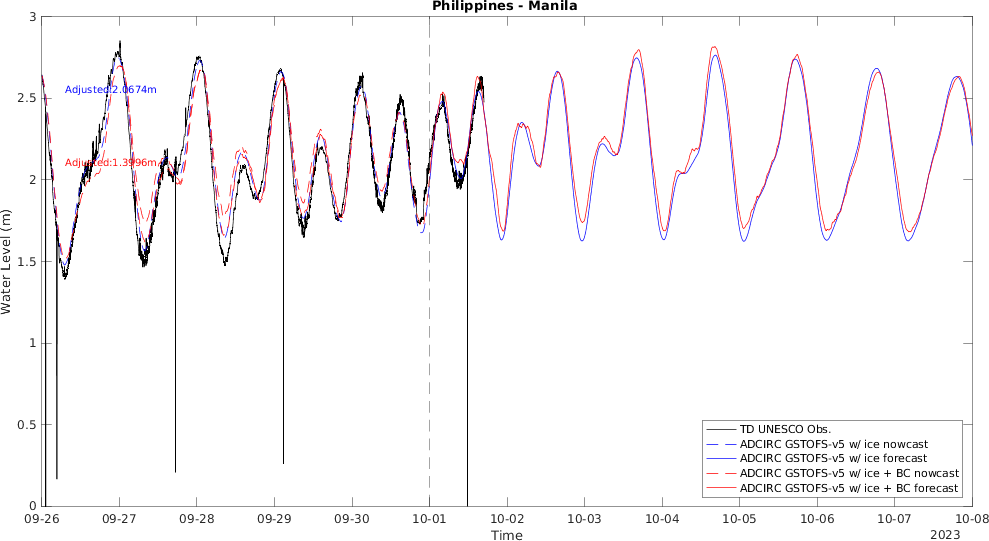 Philippines - Manila
Water Level (m)
3
2.5
2
1.5
1
0.5
0
Adjusted:2.0674m
Adjusted:1.3996m
TD UNESCO Obs.
ADCIRC GSTOFS-v5 w/ ice nowcast
ADCIRC GSTOFS-v5 w/ ice forecast
ADCIRC GSTOFS-v5 w/ ice + BC nowcast
ADCIRC GSTOFS-v5 w/ ice + BC forecast
09-26 09-27 09-28 09-29 09-30 10-01 10-02 10-03 10-04 10-05 10-06 10-07 10-08
Time
2023